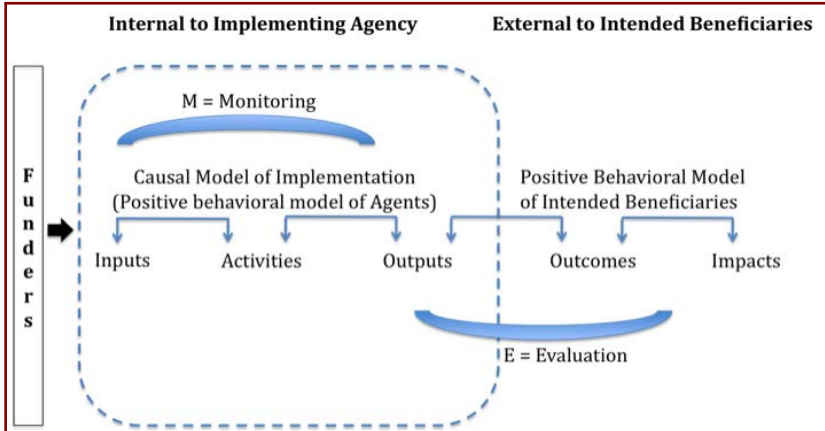 Internal to Implementing Agency
External to Intended Beneficiaries
Funders
M = Monitoring
Causal Model of Implementation
(Positive behavioral model of Agents)
Positive Behavioral Model
of Intended Beneficiaries
Inputs
Activities
Outputs
Outcomes
Impacts
E = Evaluation